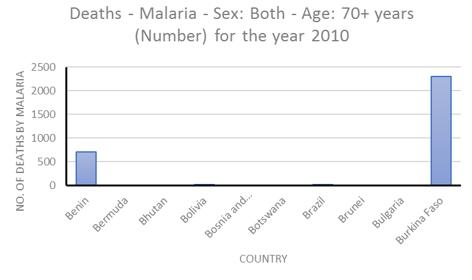 Deaths - Malaria - Sex: Both - Age: 70+ years
(Number) for the year 2010
NO. OF DEATHS BY MALARIA
2500
2000
1500
1000
500
0
Benin
Bermuda
Bhutan
Bolivia
Bosnia and...
Botswana
Brazil
Brunei
Bulgaria
Burkina Faso
COUNTRY